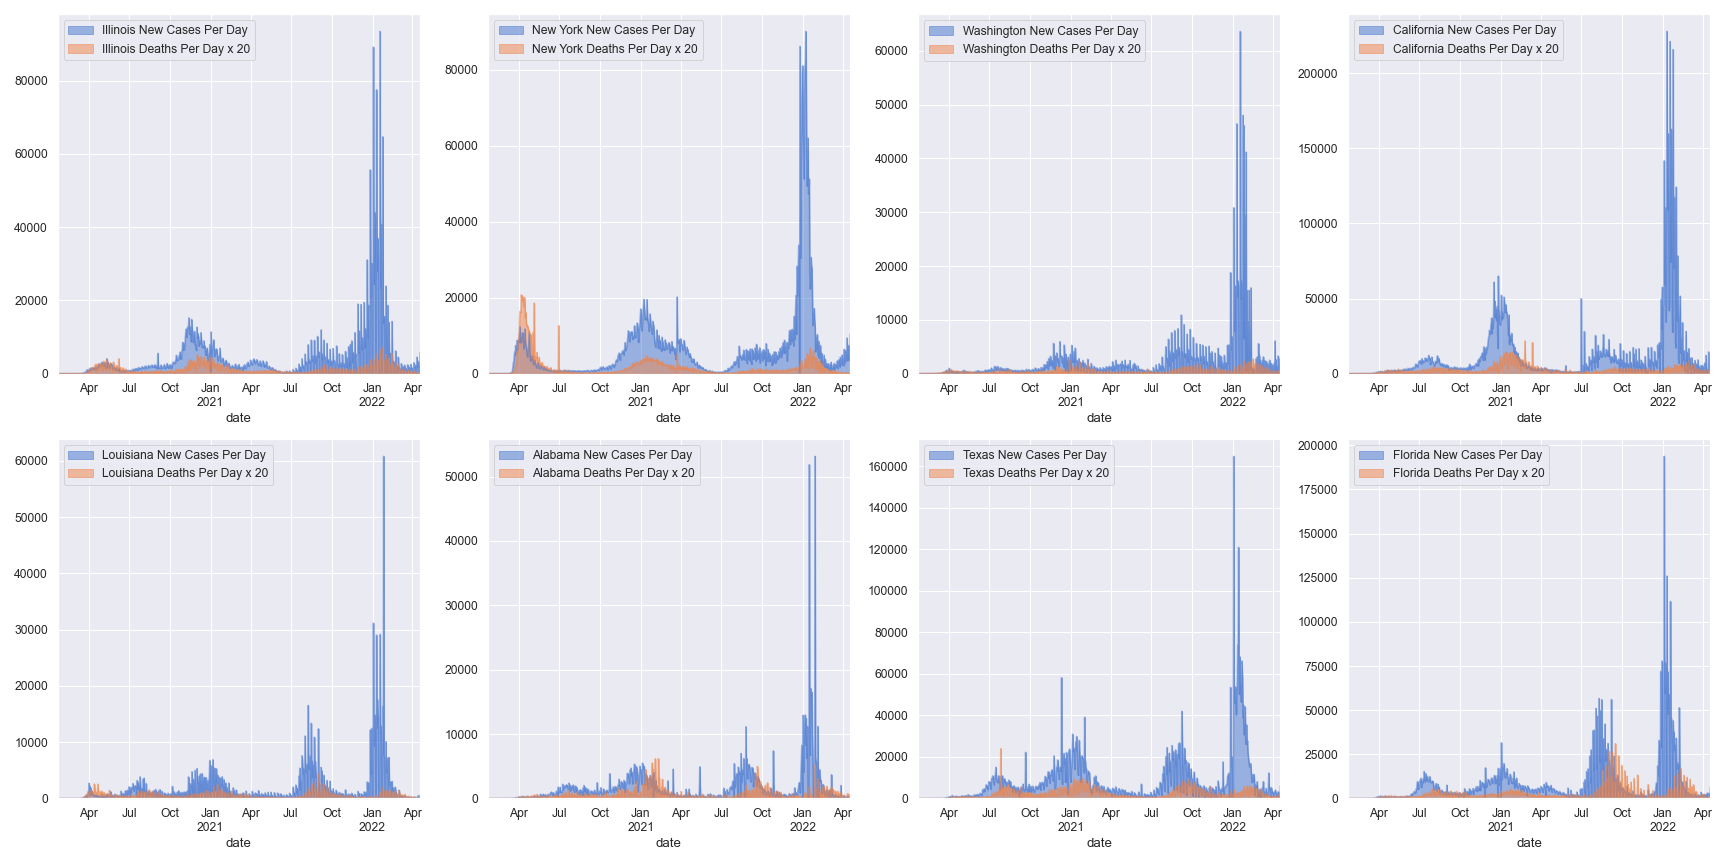 Illinois New Cases Per Day
Illinois Deaths Per Day x 20
80000
60000
40000
20000
0
Apr Jul Oct Jan Apr Jul Oct Jan Apr
2021 2022
date
New York New Cases Per Day
New York Deaths Per Day x 20
80000
60000
40000
20000
0
Apr Jul Oct Jan Apr Jul Oct Jan Apr
2021 2022
date
Washington New Cases Per Day
Washington Deaths Per Day x 20
60000
50000
40000
30000
20000
10000
0
Apr Jul Oct Jan Apr Jul Oct Jan Apr
2021 2022
date
California New Cases Per Day
California Deaths Per Day x 20
200000
150000
100000
50000
0
Apr Jul Oct Jan Apr Jul Oct Jan Apr
2021 2022
date
Louisiana New Cases Per Day
Louisiana Deaths Per Day x 20
60000
50000
40000
30000
20000
10000
0
Apr Jul Oct Jan Apr Jul Oct Jan Apr
2021 2022
date
Alabama New Cases Per Day
Alabama Deaths Per Day x 20
50000
40000
30000
20000
10000
0
Apr Jul Oct Jan Apr Jul Oct Jan Apr
2021 2022
date
Texas New Cases Per Day
Texas Deaths Per Day x 20
160000
140000
120000
100000
80000
60000
40000
20000
0
Apr Jul Oct Jan Apr Jul Oct Jan Apr
2021 2022
date
Florida New Cases Per Day
Florida Deaths Per Day x 20
200000
175000
150000
125000
100000
75000
50000
25000
0
Apr Jul Oct Jan Apr Jul Oct Jan Apr
2021 2022
date